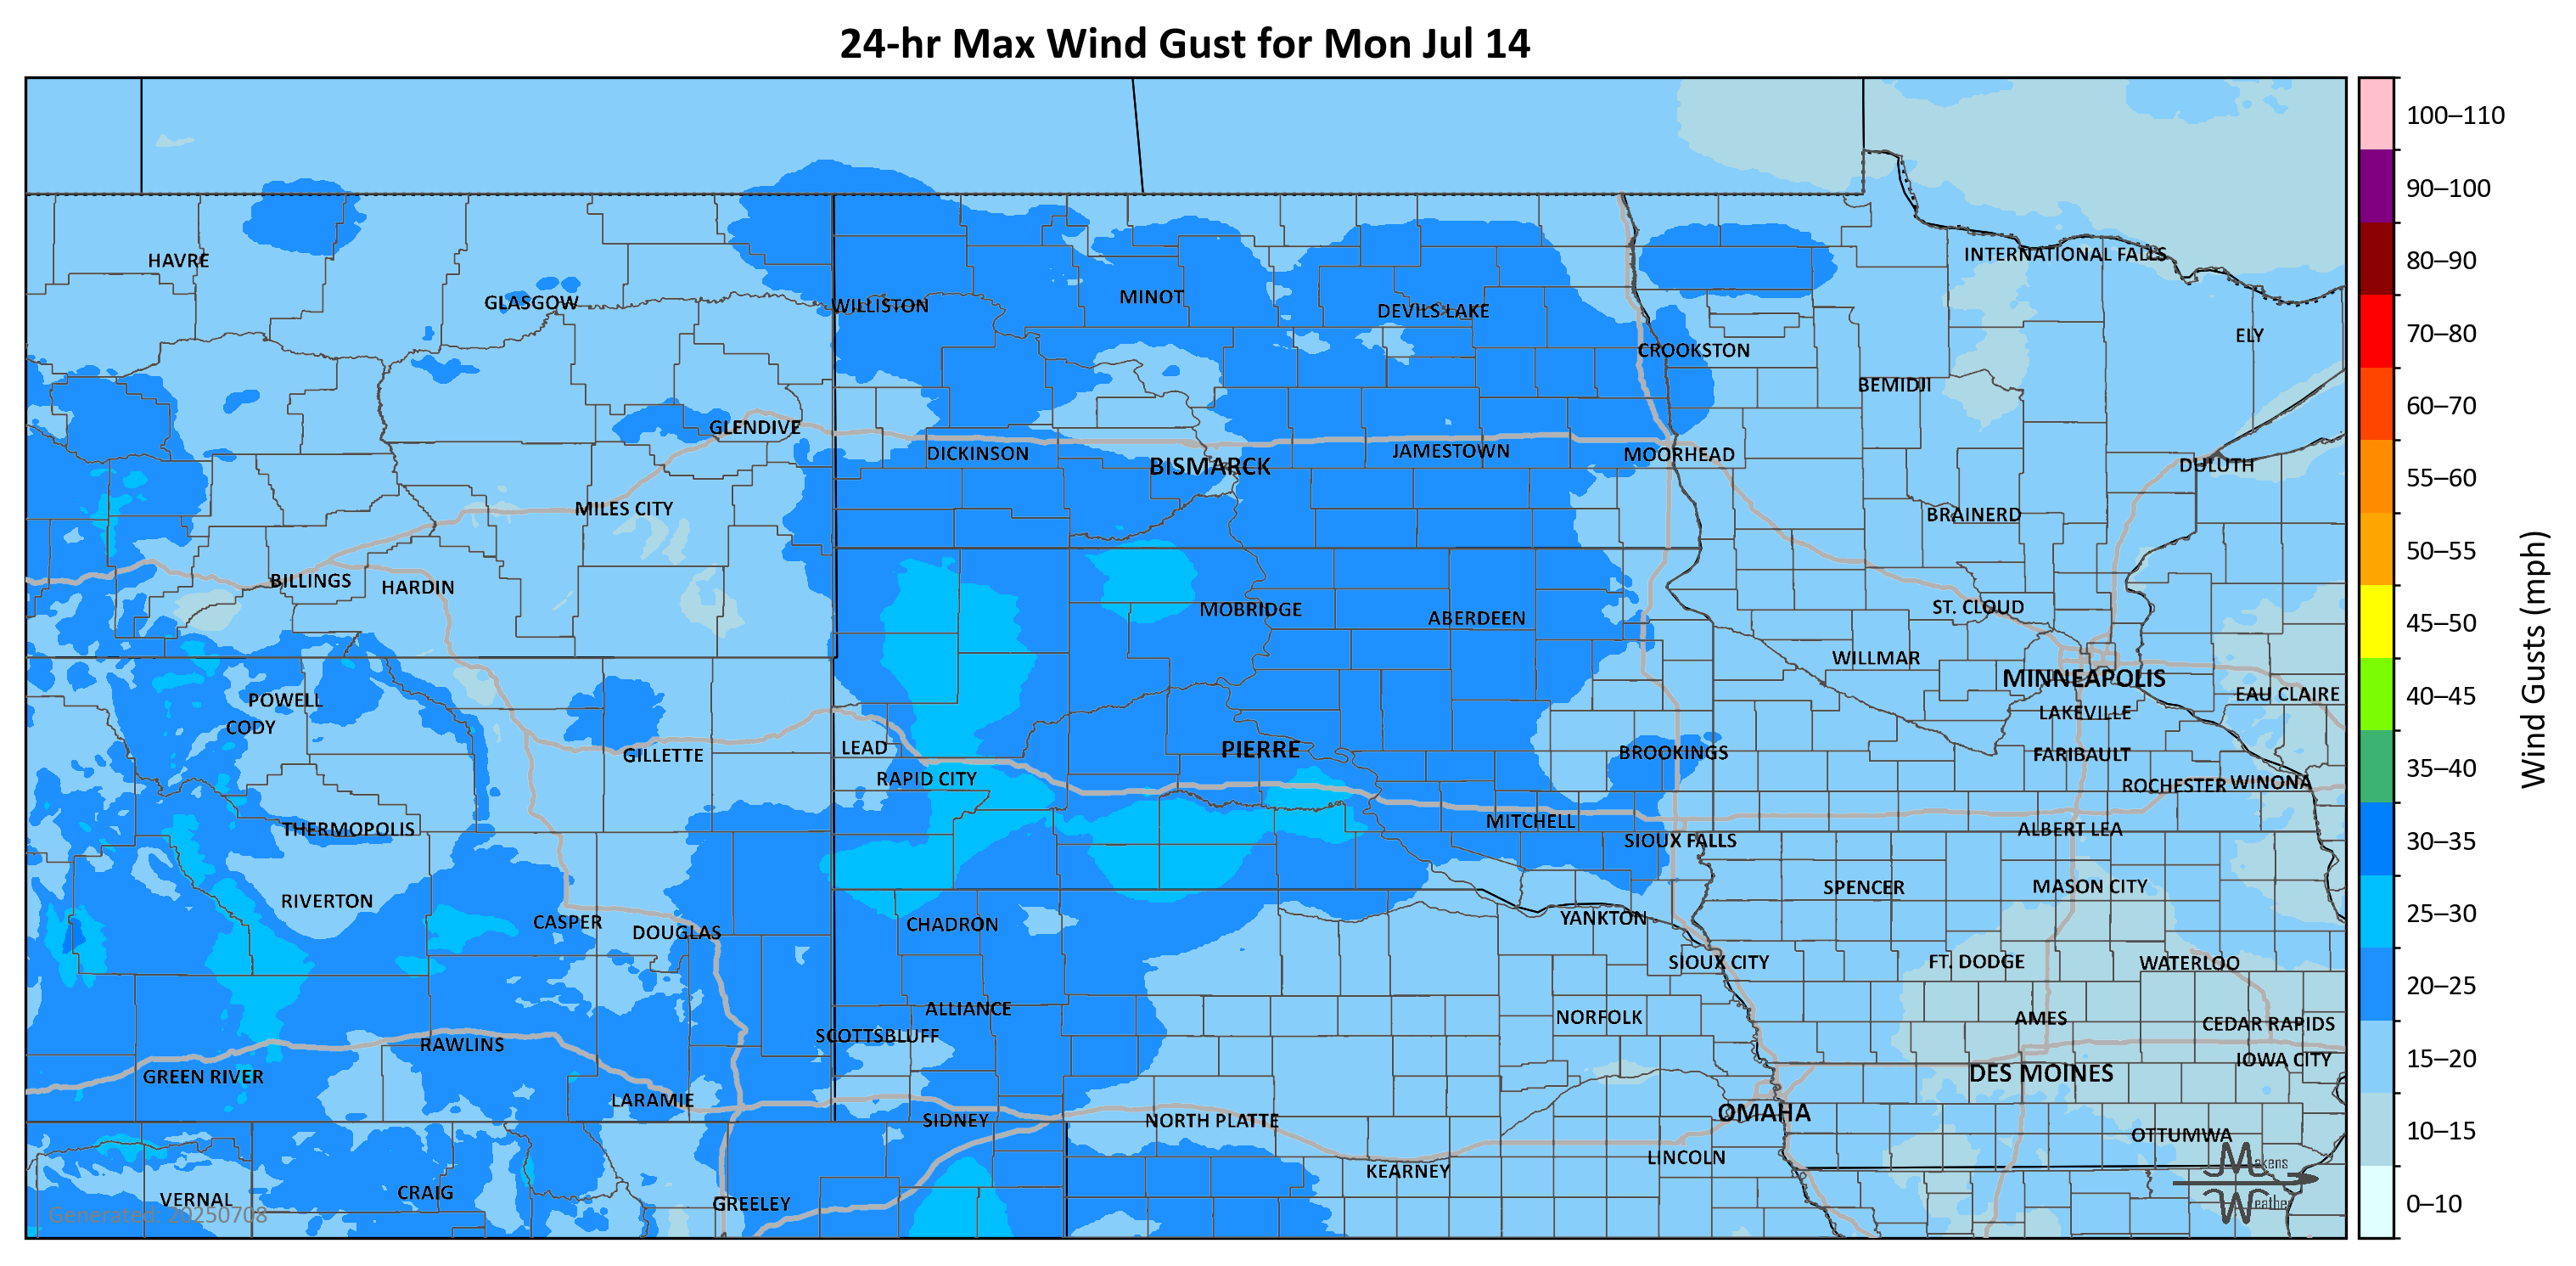 24-hr Max Wind Gust for Mon Jul 14
100–110
90–100
INTERNATIONAL FALLS
HAVRE
80–90
MINOT
GLASGOW
WILLISTON
DEVILS LAKE
70–80
ELY
CROOKSTON
BEMIDJI
60–70
GLENDIVE
DICKINSON
JAMESTOWN
MOORHEAD
BISMARCK
DULUTH
55–60
MILES CITY
BRAINERD
50–55
BILLINGS
HARDIN
MOBRIDGE
ABERDEEN
ST. CLOUD
45–50
WILLMAR
MINNEAPOLIS
EAU CLAIRE
40–45
POWELL
LAKEVILLE
CODY
Wind Gusts (mph)
LEAD
PIERRE
BROOKINGS
GILLETTE
FARIBAULT
35–40
RAPID CITY
ROCHESTER
WINONA
MITCHELL
THERMOPOLIS
ALBERT LEA
SIOUX FALLS
30–35
SPENCER
MASON CITY
RIVERTON
25–30
YANKTON
CASPER
CHADRON
DOUGLAS
SIOUX CITY
FT. DODGE
WATERLOO
20–25
ALLIANCE
NORFOLK
AMES
CEDAR RAPIDS
SCOTTSBLUFF
RAWLINS
15–20
IOWA CITY
GREEN RIVER
DES MOINES
LARAMIE
OMAHA
SIDNEY
NORTH PLATTE
10–15
OTTUMWA
LINCOLN
KEARNEY
Makens
CRAIG
VERNAL
GREELEY
Weather
0–10
Generated: 20250708